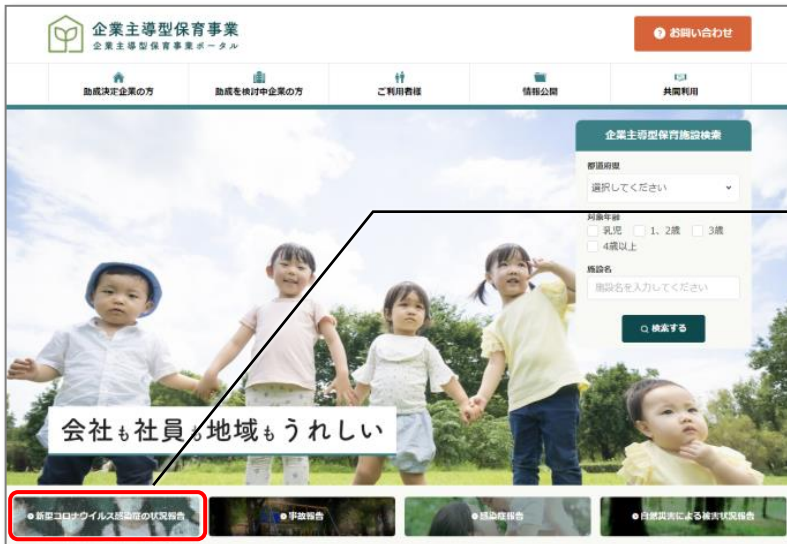 企業主導型保育事業
企業主導型保育事業ポータル
お問い合わせ
助成決定企業の方
助成を検討中企業の方
ご利用者様
情報公開
共同利用
企業主導型保育施設検索
都道府県
選択してください
対象年齢
乳児 1、2歳 3歳
4歳以上
施設名
施設名を入力してください
検索する
会社も社員も地域もうれしい
新型コロナウイルス感染症の状況報告
事故報告
感染症報告
自然災害による被害状況報告